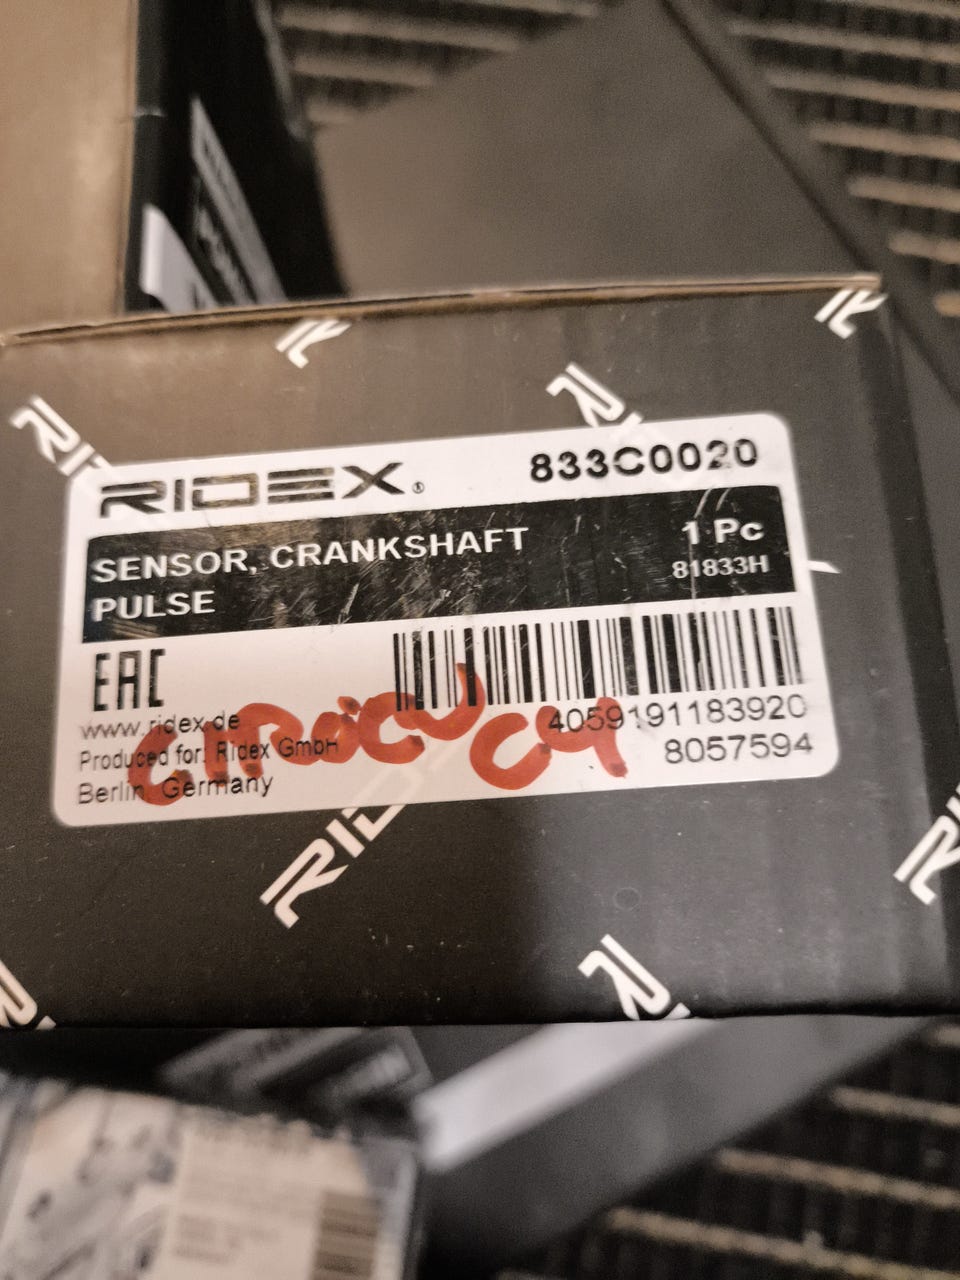 RIDEX®
833C0020
SENSOR, CRANKSHAFT
PULSE
1 Pc
81833H
EAC
www.ridex.de
Produced for: Ridex GmbH
Berlin, Germany
4059191183920
8057594
C4
RIDEX